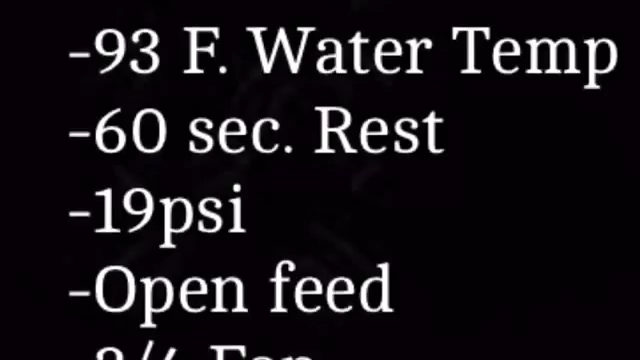 -93 F. Water Temp
-60 sec. Rest
-19psi
-Open feed